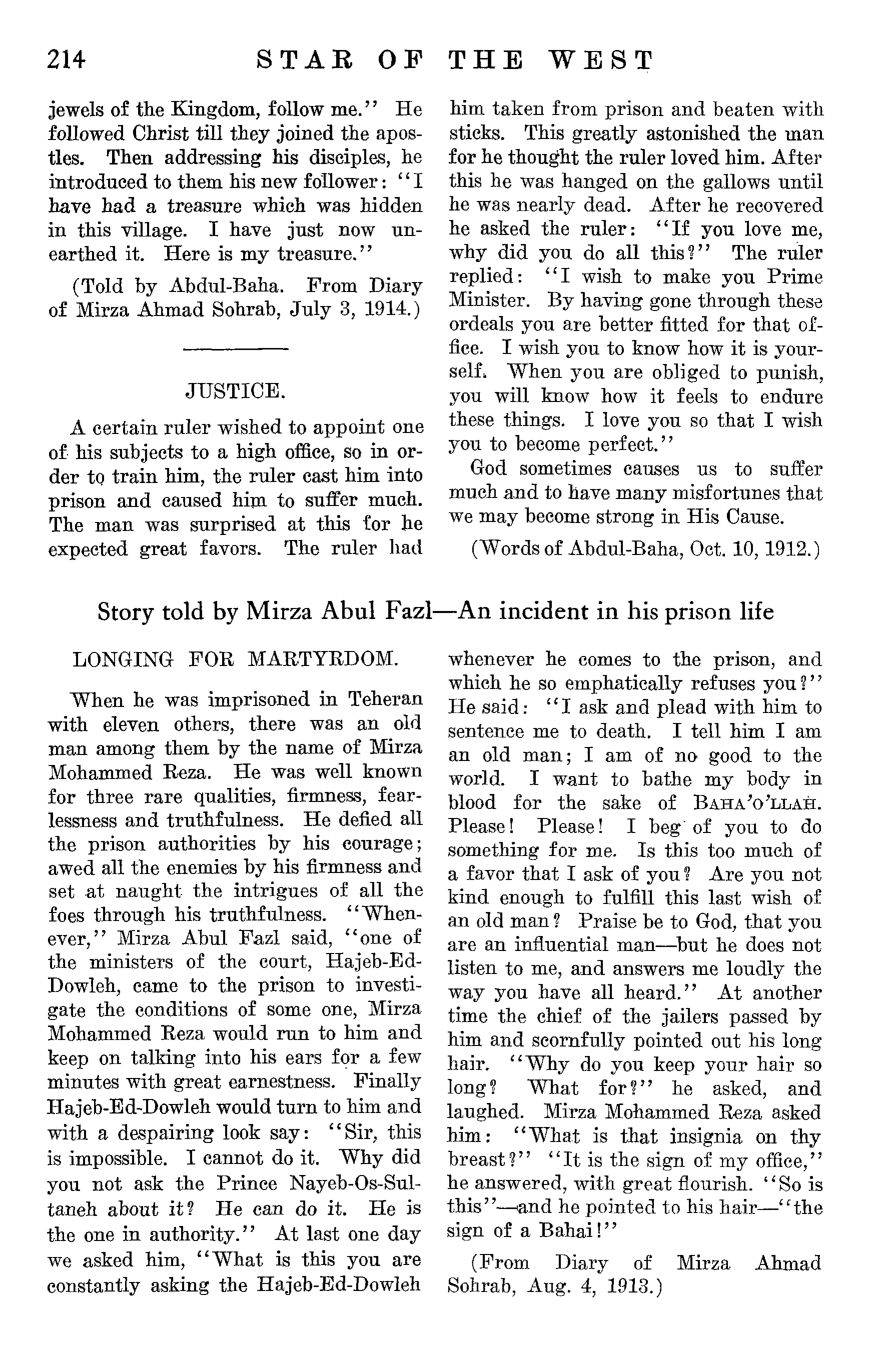 214 STAR OF THE WEST
jewels of the Kingdom, follow me.'' He
followed Christ till they joined the apos-
tles. Then addressing his disciples, he
introduced to them his new follower: ''I
have had a treasure which was hidden
in this village. I have just now un-
earthed it. Here is my treasure.''
(Told by Abdul-Baha. From Diary
of Mirza Ahmad Sohrab, July 3, 1914.)
JUSTICE.
A certain ruler wished to appoint one
of his subjects to a high office, so in or-
der to train him, the ruler cast him into
prison and caused him to suffer much.
The man was surprised at this for he
expected great favors. The ruler had
him taken from prison and beaten with
sticks. This greatly astonished the man
for he thought the ruler loved him. After
this he was hanged on the gallows until
he was nearly dead. After he recovered
he asked the ruler: ''If you love me,
why did you do all this?'' The ruler
replied: ''I wish to make you Prime
Minister. By having gone through these
ordeals you are better fitted for that of-
fice. I wish you to know how it is your-
self. When you are obliged to punish,
you will know how it feels to endure
these things. I love you so that I wish
you to become perfect.''
God sometimes causes us to suffer
much and to have many misfortunes that
we may become strong in His Cause.
(Words of Abdul-Baha, Oct. 10, 1912.)
Story told by Mirza Abul Fazl—An incident in his prison life
LONGING FOR MARTYRDOM.
When he was imprisoned in Teheran
with eleven others, there was an old
man among them by the name of Mirza
Mohammed Reza. He was well known
for three rare qualities, firmness, fear-
lessness and truthfulness. He defied all
the prison authorities by his courage;
awed all the enemies by his firmness and
set at naught the intrigues of all the
foes through his truthfulness. ''When-
ever,'' Mirza Abul Fazl said, ''one of
the ministers of the court, Hajeb-Ed-
Dowleh, came to the prison to investi-
gate the conditions of some one, Mirza
Mohammed Reza would run to him and
keep on talking into his ears for a few
minutes with great earnestness. Finally
Hajeb-Ed-Dowleh would turn to him and
with a despairing look say: ''Sir, this
is impossible. I cannot do it. Why did
you not ask the Prince Nayeb-Os-Sul-
taneh about it? He can do it. He is
the one in authority.'' At last one day
we asked him, ''What is this you are
constantly asking the Hajeb-Ed-Dowleh
whenever he comes to the prison, and
which he so emphatically refuses you?''
He said: ''I ask and plead with him to
sentence me to death. I tell him I am
an old man; I am of no good to the
world. I want to bathe my body in
blood for the sake of BAHA'O'LLAH.
Please! Please! I beg of you to do
something for me. Is this too much of
a favor that I ask of you? Are you not
kind enough to fulfill this last wish of
an old man? Praise be to God, that you
are an influential man—but he does not
listen to me, and answers me loudly the
way you have all heard.'' At another
time the chief of the jailers passed by
him and scornfully pointed out his long
hair. ''Why do you keep your hair so
long? What for?'' he asked, and
laughed. Mirza Mohammed Reza asked
him: ''What is that insignia on thy
breast?'' ''It is the sign of my office,''
he answered, with great flourish. ''So is
this''—and he pointed to his hair—''the
sign of a Bahai!''
(From Diary of Mirza Ahmad
Sohrab, Aug. 4, 1913.)